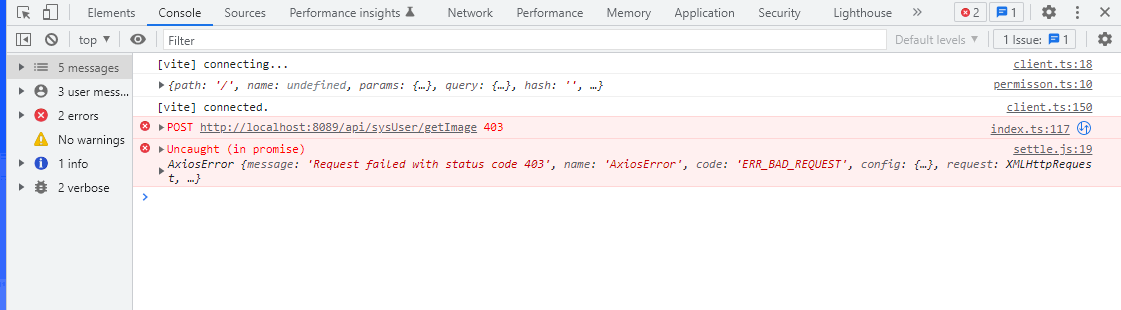 Elements Console Sources Performance insights Network Performance Memory Application Security Lighthouse » 2 1
top Filter Default levels 1 Issue: 1
5 messages
3 user mess...
2 errors
No warnings
1 info
2 verbose
[vite] connecting... client.ts:18
{path: '/', name: undefined, params: {…}, query: {…}, hash: '', …} permisson.ts:10
[vite] connected. client.ts:150
POST http://localhost:8089/api/sysUser/getImage 403 index.ts:117
Uncaught (in promise) settle.js:19
AxiosError {message: 'Request failed with status code 403', name: 'AxiosError', code: 'ERR_BAD_REQUEST', config: {…}, request: XMLHttpReques
t, …}